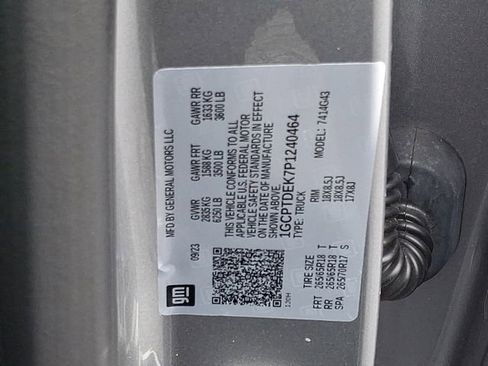 gm
MFD BY GENERAL MOTORS LLC
09/23 GVWR GAWR FRT GAWR RR
2835 KG 1588 KG 1633 KG
6250 LB 3500 LB 3600 LB
THIS VEHICLE CONFORMS TO ALL
APPLICABLE U.S. FEDERAL MOTOR
VEHICLE SAFETY STANDARDS IN EFFECT
ON THE DATE OF MANUFACTURE
SHOWN ABOVE.
1GCPTDEK7P1240464
TYPE: TRUCK MODEL: 7414G43
120H
TIRE SIZE RIM
FRT 265/65R18 T 18X8.5J
RR 265/65R18 T 18X8.5J
SPA 265/70R17 S 17X8J